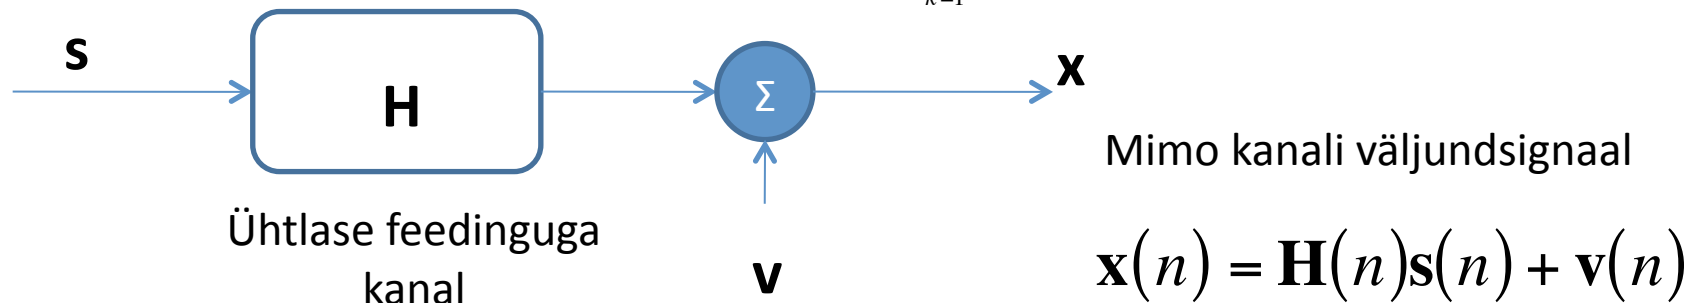 s
H
Σ
x
v
Ühtlase feedinguga
kanal
Mimo kanali väljundsignaal
x(n) = H(n)s(n) + v(n)